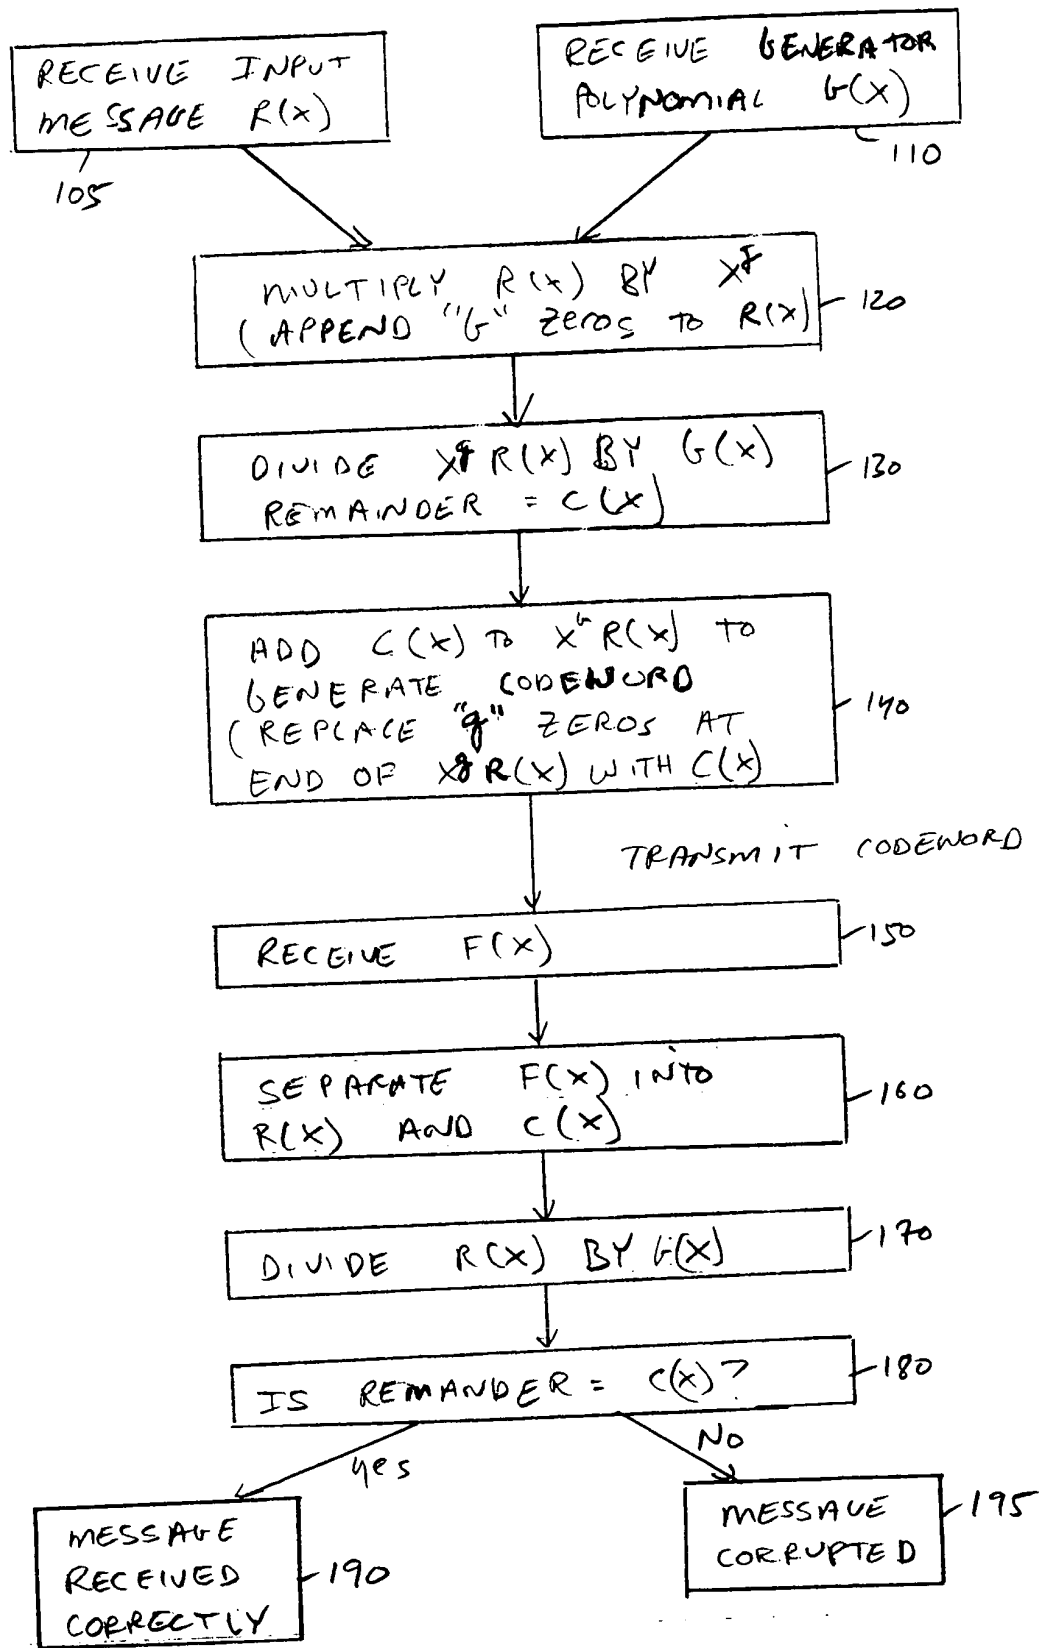 RECEIVE INPUT
MESSAGE R(X)
105
RECEIVE GENERATOR
POLYNOMIAL G(X)
110
MULTIPLY R(X) BY X^g
(APPEND "G" ZEROS TO R(X)
120
DIVIDE X^g R(X) BY G(X)
REMAINDER = C(X)
130
ADD C(X) TO X^G R(X) TO
GENERATE CODEWORD
(REPLACE "g" ZEROS AT
END OF X^g R(X) WITH C(X)
140
TRANSMIT CODEWORD
RECEIVE F(X)
150
SEPARATE F(X) INTO
R(X) AND C(X)
160
DIVIDE R(X) BY G(X)
170
IS REMANDER = C(X)?
180
yes
No
MESSAGE
RECEIVED
CORRECTLY
190
MESSAGE
CORRUPTED
195